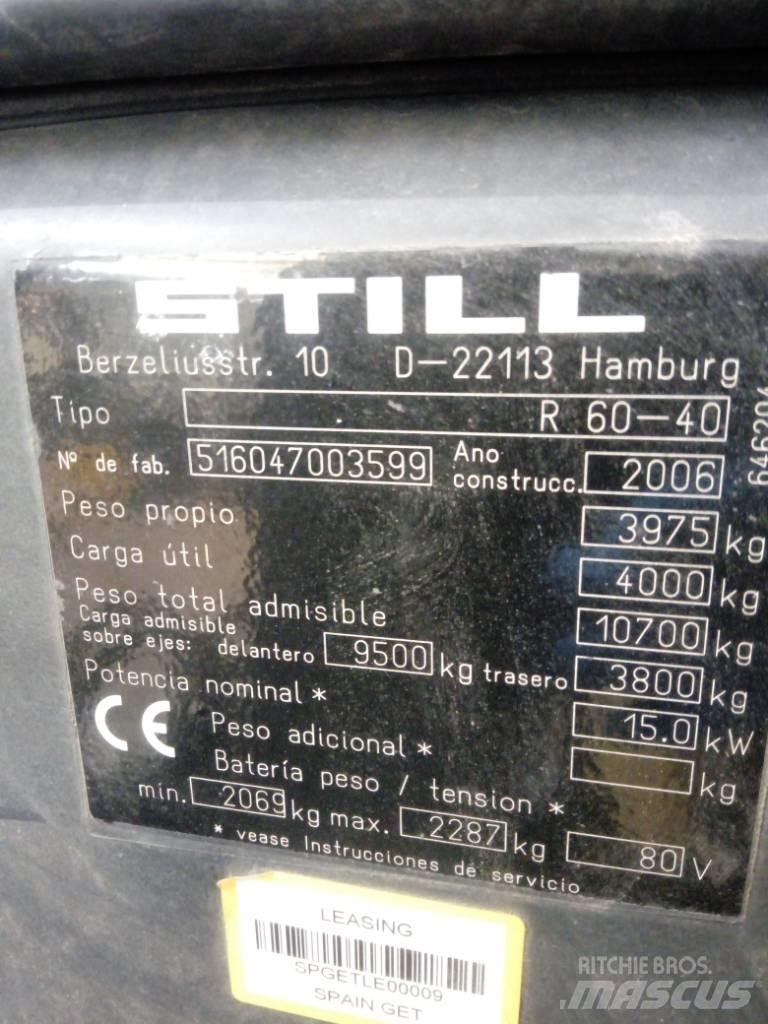 STILL
Berzeliusstr. 10 D-22113 Hamburg
Tipo R 60-40
Nº de fab. 516047003599 Ano construcc. 2006
Peso propio 3975 kg
Carga útil 4000 kg
Peso total admisible 10700 kg
Carga admisible
sobre ejes: delantero 9500 kg trasero 3800 kg
Potencia nominal * 15.0 kW
CE
Peso adicional * kg
Batería peso / tension *
min. 2069 kg max. 2287 kg 80 V
* vease Instrucciones de servicio
646204
LEASING
SPGETLE00009
SPAIN GET
RITCHIE BROS.
MASCUS